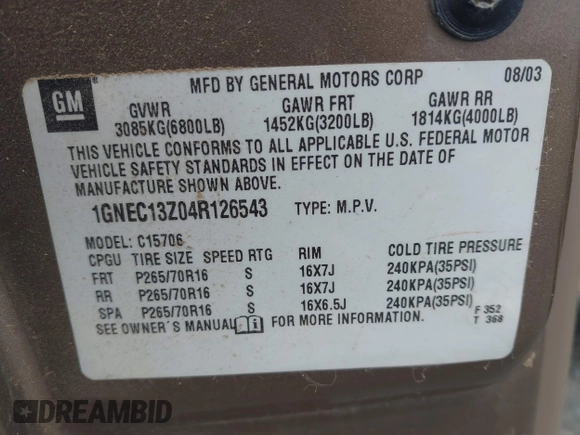 GM
MFD BY GENERAL MOTORS CORP 08/03
GVWR GAWR FRT GAWR RR
3085KG(6800LB) 1452KG(3200LB) 1814KG(4000LB)
THIS VEHICLE CONFORMS TO ALL APPLICABLE U.S. FEDERAL MOTOR
VEHICLE SAFETY STANDARDS IN EFFECT ON THE DATE OF
MANUFACTURE SHOWN ABOVE.
1GNEC13Z04R126543 TYPE: M.P.V.
MODEL: C15706
CPGU TIRE SIZE SPEED RTG RIM COLD TIRE PRESSURE
FRT P265/70R16 S 16X7J 240KPA(35PSI)
RR P265/70R16 S 16X7J 240KPA(35PSI)
SPA P265/70R16 S 16X6.5J 240KPA(35PSI)
SEE OWNER'S MANUAL i FOR MORE INFORMATION.
F 352
T 368
DREAMBID